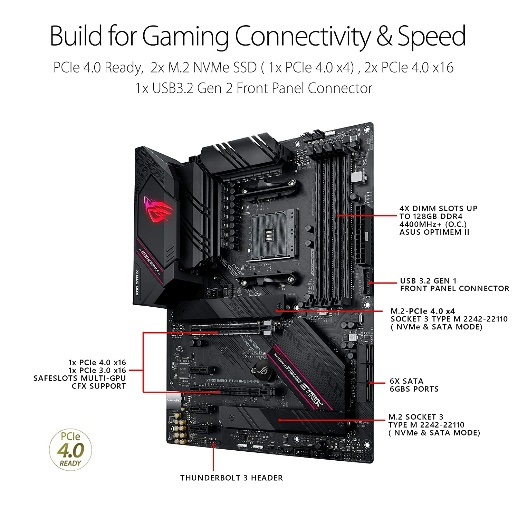 Build for Gaming Connectivity & Speed
PCIe 4.0 Ready, 2x M.2 NVMe SSD ( 1x PCIe 4.0 x4) , 2x PCIe 4.0 x16
1x USB3.2 Gen 2 Front Panel Connector
4X DIMM SLOTS UP
TO 128GB DDR4
4400MHZ+ (O.C.)
ASUS OPTIMEM II
USB 3.2 GEN 1
FRONT PANEL CONNECTOR
M.2-PCIe 4.0 x4
SOCKET 3 TYPE M 2242-22110
( NVMe & SATA MODE)
1x PCIe 4.0 x16
1x PCIe 3.0 x16
SAFESLOTS MULTI-GPU
CFX SUPPORT
6X SATA
6GBS PORTS
M.2 SOCKET 3
TYPE M 2242-22110
( NVMe & SATA MODE)
PCIe
4.0
READY
THUNDERBOLT 3 HEADER
STRIX